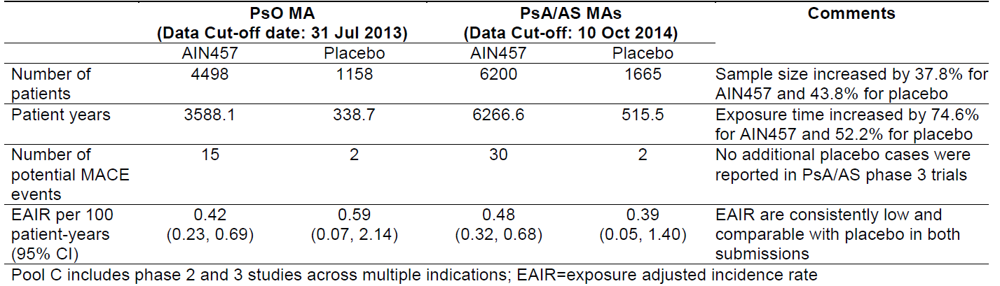 PsO MA PsA/AS MAs Comments
(Data Cut-off date: 31 Jul 2013) (Data Cut-off: 10 Oct 2014)
AIN457 Placebo AIN457 Placebo
Number of 4498 1158 6200 1665 Sample size increased by 37.8% for
patients AIN457 and 43.8% for placebo
Patient years 3588.1 338.7 6266.6 515.5 Exposure time increased by 74.6%
for AIN457 and 52.2% for placebo
Number of 15 2 30 2 No additional placebo cases were
potential MACE reported in PsA/AS phase 3 trials
events
EAIR per 100 0.42 0.59 0.48 0.39 EAIR are consistently low and
patient-years (0.23, 0.69) (0.07, 2.14) (0.32, 0.68) (0.05, 1.40) comparable with placebo in both
(95% CI) submissions
Pool C includes phase 2 and 3 studies across multiple indications; EAIR=exposure adjusted incidence rate